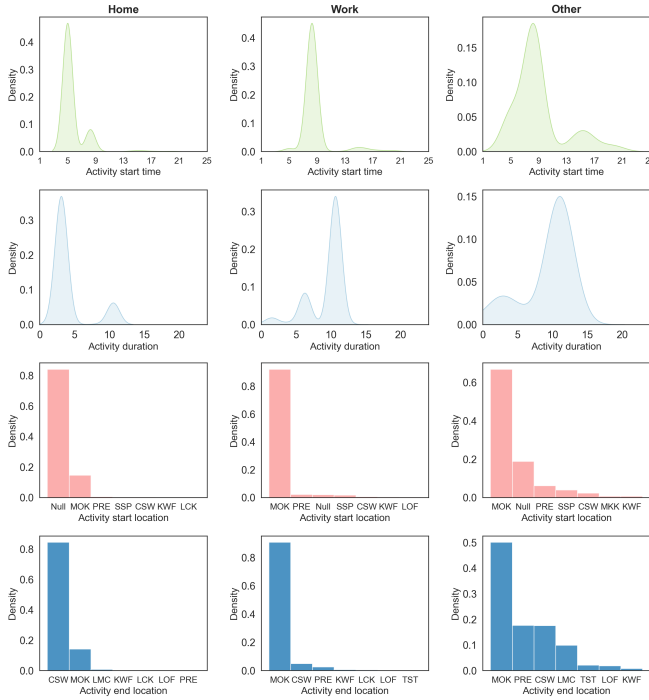 Home
Work
Other
Density
0.4
0.3
0.2
0.1
0.0
1 5 9 13 17 21 25
Activity start time
Density
0.4
0.3
0.2
0.1
0.0
1 5 9 13 17 21 25
Activity start time
Density
0.15
0.10
0.05
0.00
1 5 9 13 17 21 25
Activity start time
Density
0.3
0.2
0.1
0.0
0 5 10 15 20
Activity duration
Density
0.3
0.2
0.1
0.0
0 5 10 15 20
Activity duration
Density
0.15
0.10
0.05
0.00
0 5 10 15 20
Activity duration
Density
0.8
0.6
0.4
0.2
0.0
Null MOK PRE SSP CSW KWF LCK
Activity start location
Density
0.8
0.6
0.4
0.2
0.0
MOK PRE Null SSP CSW KWF LOF
Activity start location
Density
0.6
0.4
0.2
0.0
MOK Null PRE SSP CSW MKK KWF
Activity start location
Density
0.8
0.6
0.4
0.2
0.0
CSW MOK LMC KWF LCK LOF PRE
Activity end location
Density
0.8
0.6
0.4
0.2
0.0
MOK CSW PRE KWF LCK LOF TST
Activity end location
Density
0.5
0.4
0.3
0.2
0.1
0.0
MOK PRE CSW LMC TST LOF KWF
Activity end location